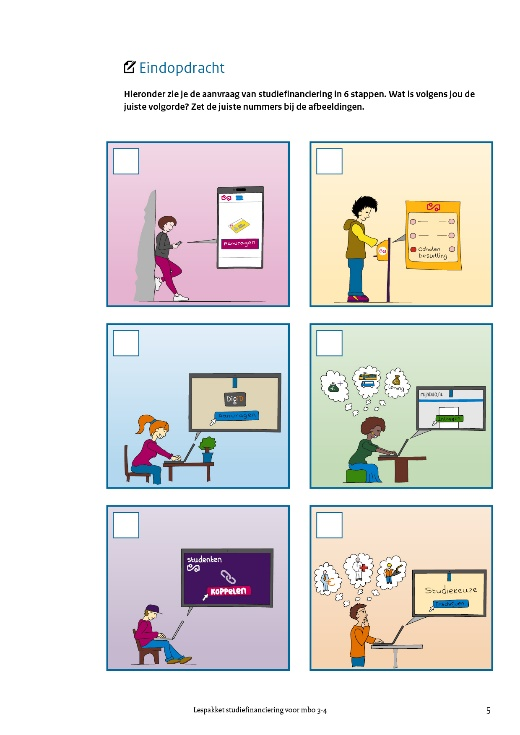 Eindopdracht
Hieronder zie je de aanvraag van studiefinanciering in 6 stappen. Wat is volgens jou de
juiste volgorde? Zet de juiste nummers bij de afbeeldingen.
Aanvragen
Ophalen
bestelling
DigiD
Aanvragen
studenten
KOPPELEN
Studiekeuze
Lespakket studiefinanciering voor mbo 3-4
5